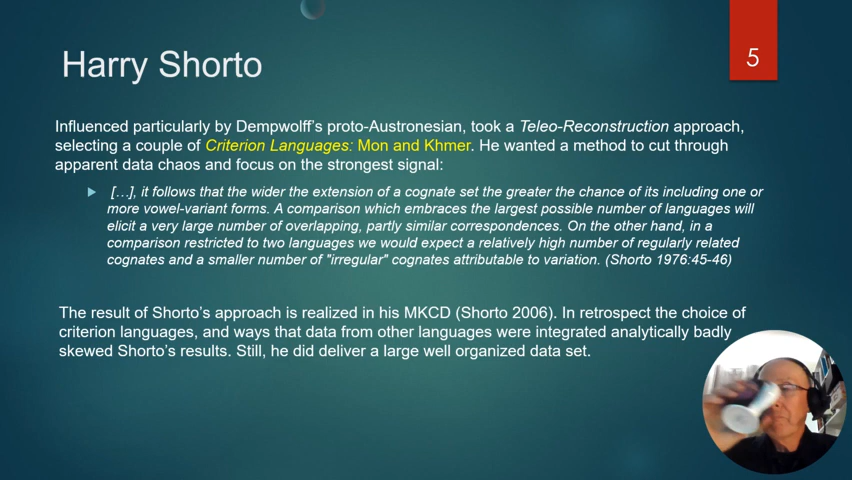 Harry Shorto
5
Influenced particularly by Dempwolff's proto-Austronesian, took a Teleo-Reconstruction approach,
selecting a couple of Criterion Languages: Mon and Khmer. He wanted a method to cut through
apparent data chaos and focus on the strongest signal:
[…], it follows that the wider the extension of a cognate set the greater the chance of its including one or
more vowel-variant forms. A comparison which embraces the largest possible number of languages will
elicit a very large number of overlapping, partly similar correspondences. On the other hand, in a
comparison restricted to two languages we would expect a relatively high number of regularly related
cognates and a smaller number of "irregular" cognates attributable to variation. (Shorto 1976:45-46)
The result of Shorto's approach is realized in his MKCD (Shorto 2006). In retrospect the choice of
criterion languages, and ways that data from other languages were integrated analytically badly
skewed Shorto's results. Still, he did deliver a large well organized data set.